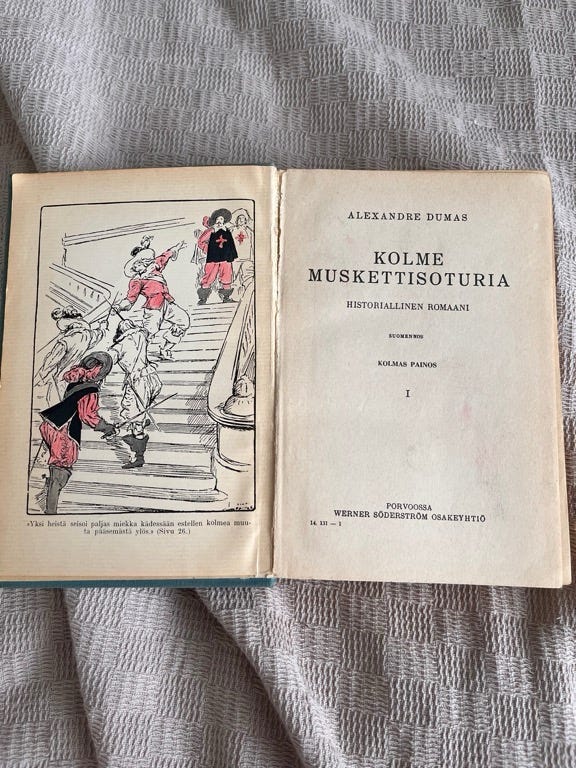 »Yksi heistä seisoi paljas miekka kädessään estellen kolmea muu-
ta pääsemästä ylös.» (Sivu 26.)
ALEXANDRE DUMAS
KOLME
MUSKETTISOTURIA
HISTORIALLINEN ROMAANI
SUOMENNOS
KOLMAS PAINOS
I
PORVOOSSA
WERNER SÖDERSTRÖM OSAKEYHTIÖ
14. 131 — 1